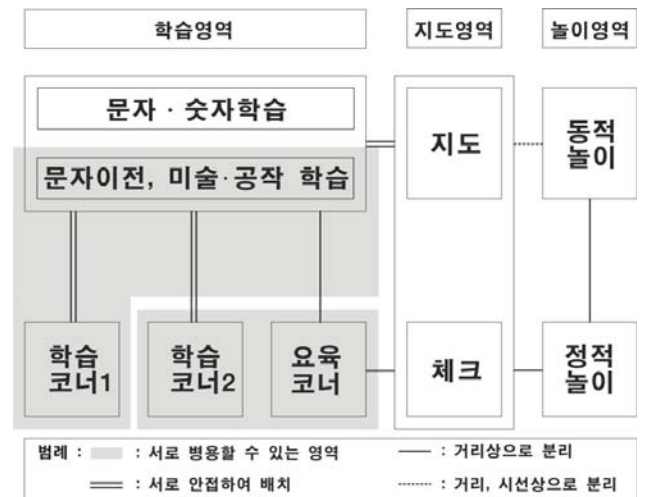 학습영역 지도영역 놀이영역
문자 · 숫자학습
지도 동적
놀이
문자이전, 미술·공작 학습
학습
코너1
학습
코너2
요육
코너
체크
정적
놀이
범례 : : 서로 병용할 수 있는 영역 : 거리상으로 분리
: 서로 안접하여 배치 : 거리, 시선상으로 분리